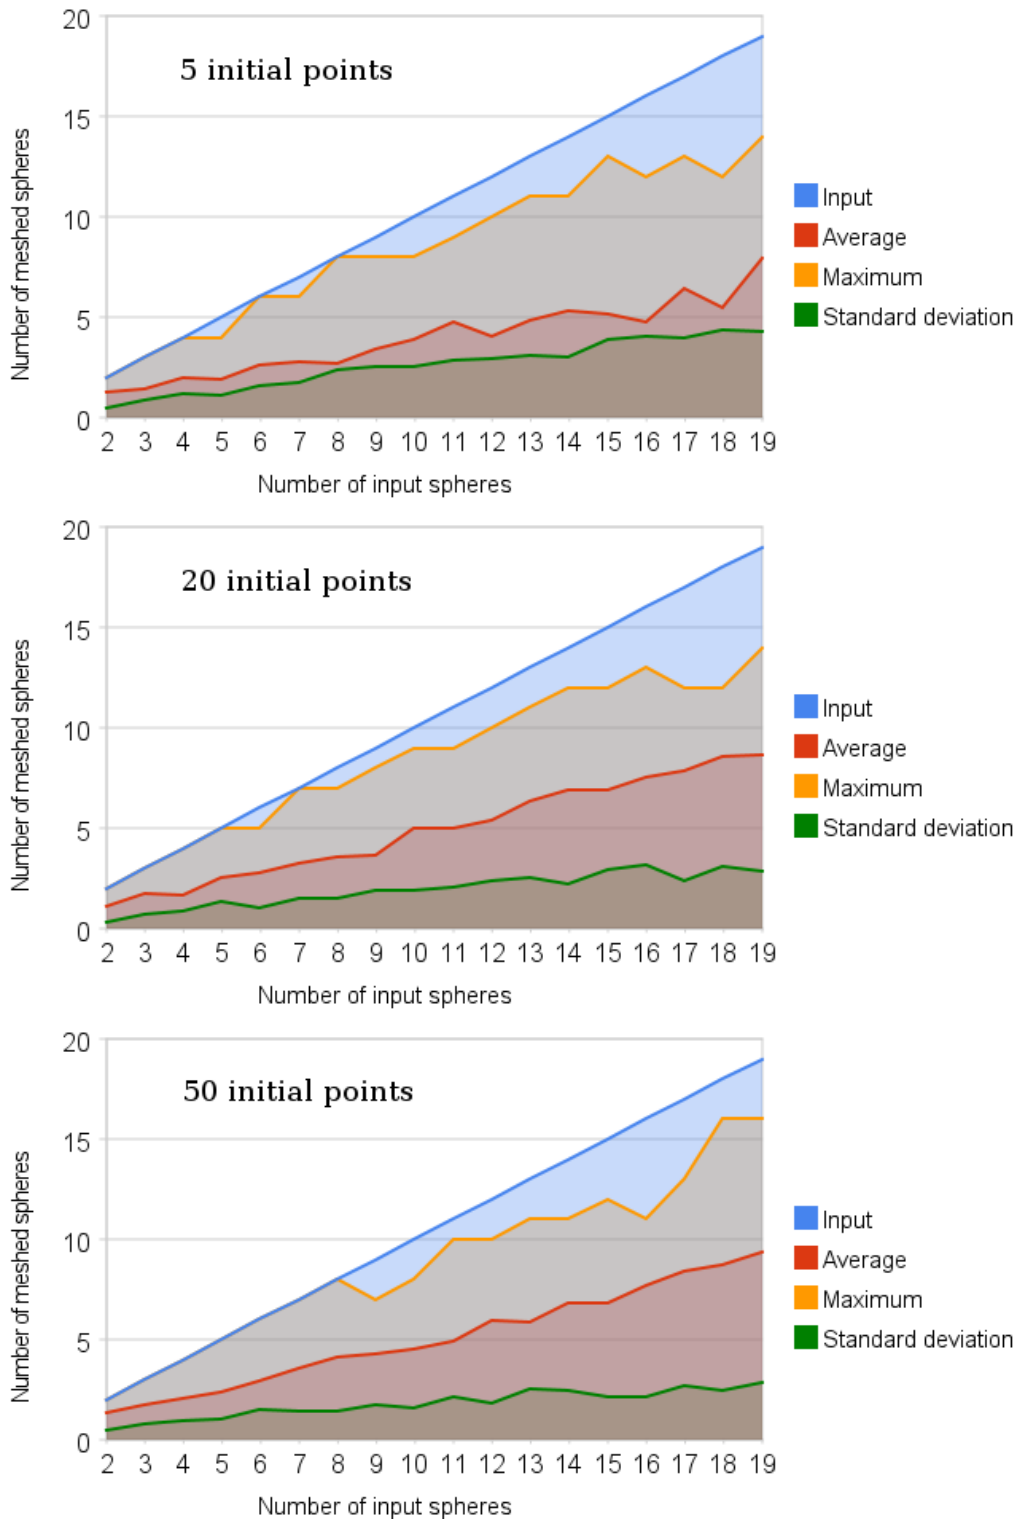 5 initial points
Number of meshed spheres
20
15
10
5
0
2 3 4 5 6 7 8 9 10 11 12 13 14 15 16 17 18 19
Number of input spheres
Input
Average
Maximum
Standard deviation
20 initial points
Number of meshed spheres
20
15
10
5
0
2 3 4 5 6 7 8 9 10 11 12 13 14 15 16 17 18 19
Number of input spheres
Input
Average
Maximum
Standard deviation
50 initial points
Number of meshed spheres
20
15
10
5
0
2 3 4 5 6 7 8 9 10 11 12 13 14 15 16 17 18 19
Number of input spheres
Input
Average
Maximum
Standard deviation